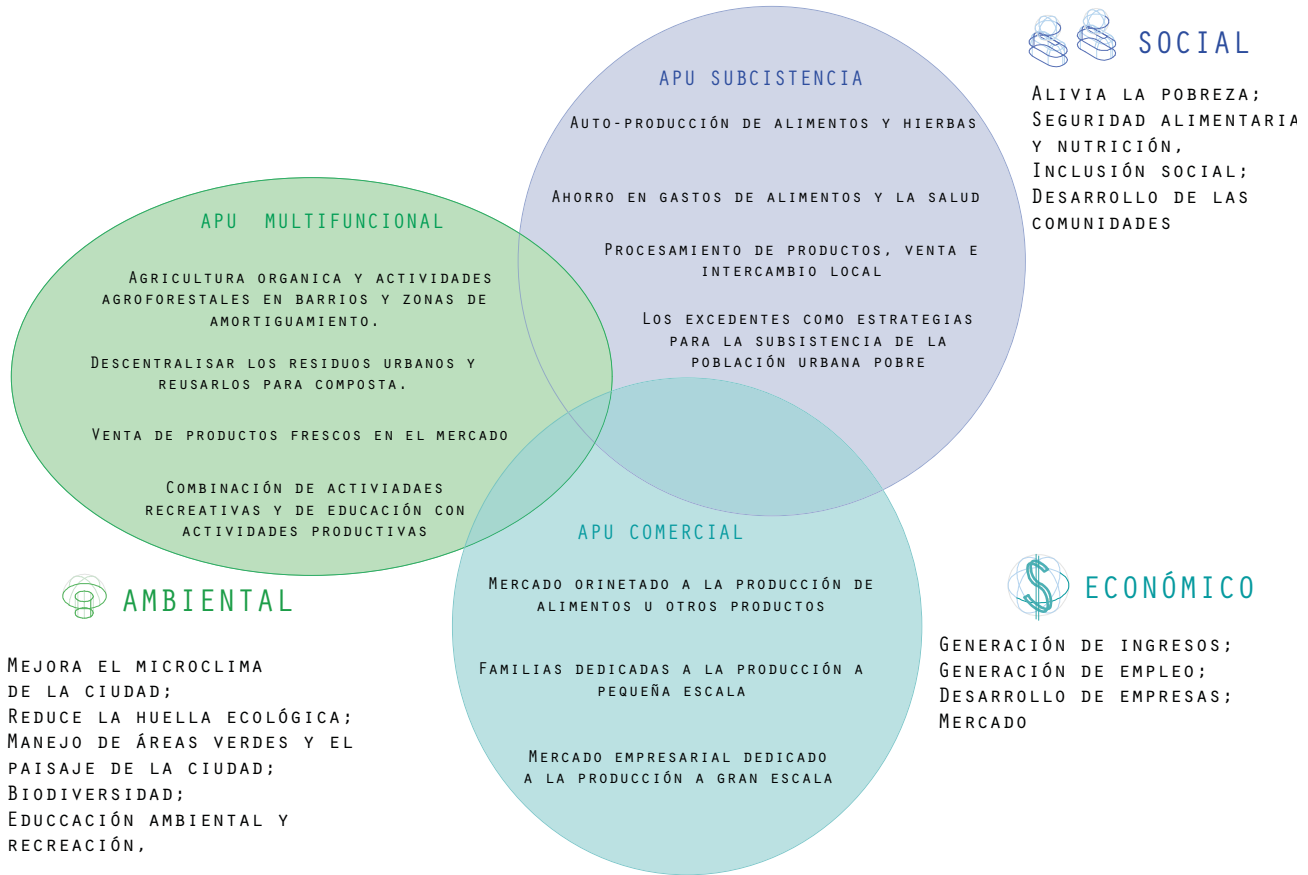 SOCIAL
ALIVIA LA POBREZA;
SEGURIDAD ALIMENTARIA
Y NUTRICIÓN,
INCLUSIÓN SOCIAL;
DESARROLLO DE LAS
COMUNIDADES
APU SUBCISTENCIA
AUTO-PRODUCCIÓN DE ALIMENTOS Y HIERBAS
AHORRO EN GASTOS DE ALIMENTOS Y LA SALUD
PROCESAMIENTO DE PRODUCTOS, VENTA E
INTERCAMBIO LOCAL
LOS EXCEDENTES COMO ESTRATEGIAS
PARA LA SUBSISTENCIA DE LA
POBLACIÓN URBANA POBRE
APU MULTIFUNCIONAL
AGRICULTURA ORGANICA Y ACTIVIDADES
AGROFORESTALES EN BARRIOS Y ZONAS DE
AMORTIGUAMIENTO.
DESCENTRALISAR LOS RESIDUOS URBANOS Y
REUSARLOS PARA COMPOSTA.
VENTA DE PRODUCTOS FRESCOS EN EL MERCADO
COMBINACIÓN DE ACTIVIADAES
RECREATIVAS Y DE EDUCACIÓN CON
ACTIVIDADES PRODUCTIVAS
APU COMERCIAL
MERCADO ORINETADO A LA PRODUCCIÓN DE
ALIMENTOS U OTROS PRODUCTOS
FAMILIAS DEDICADAS A LA PRODUCCIÓN A
PEQUEÑA ESCALA
MERCADO EMPRESARIAL DEDICADO
A LA PRODUCCIÓN A GRAN ESCALA
AMBIENTAL
MEJORA EL MICROCLIMA
DE LA CIUDAD;
REDUCE LA HUELLA ECOLÓGICA;
MANEJO DE ÁREAS VERDES Y EL
PAISAJE DE LA CIUDAD;
BIODIVERSIDAD;
EDUCCACIÓN AMBIENTAL Y
RECREACIÓN,
$ ECONÓMICO
GENERACIÓN DE INGRESOS;
GENERACIÓN DE EMPLEO;
DESARROLLO DE EMPRESAS;
MERCADO